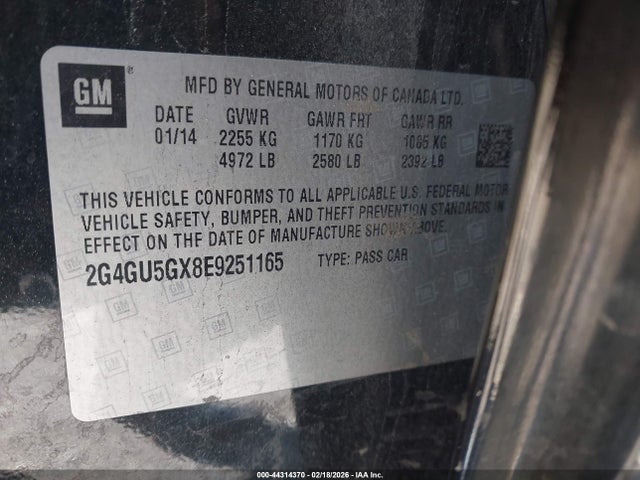 GM®
MFD BY GENERAL MOTORS OF CANADA LTD.
DATE GVWR GAWR FRT GAWR RR
01/14 2255 KG 1170 KG 1085 KG
4972 LB 2580 LB 2392 LB
THIS VEHICLE CONFORMS TO ALL APPLICABLE U.S. FEDERAL MOTOR
VEHICLE SAFETY, BUMPER, AND THEFT PREVENTION STANDARDS IN
EFFECT ON THE DATE OF MANUFACTURE SHOWN ABOVE.
2G4GU5GX8E9251165 TYPE: PASS CAR
000-44314370 - 02/18/2026 - IAA Inc.